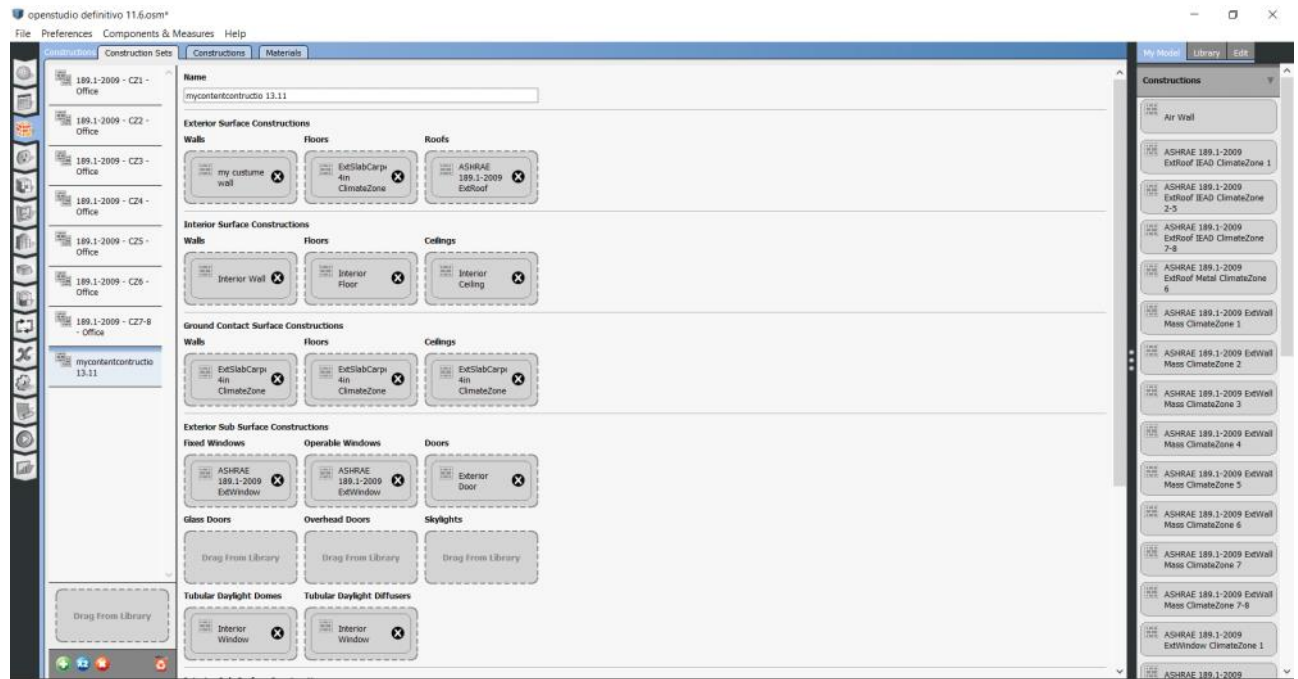 openstudio definitivo 11.6.osm*
File Preferences Components & Measures Help
Constructions Construction Sets Constructions Materials
My Model Library Edit
189.1-2009 - CZ1 -
Office
189.1-2009 - CZ2 -
Office
189.1-2009 - CZ3 -
Office
189.1-2009 - CZ4 -
Office
189.1-2009 - CZ5 -
Office
189.1-2009 - CZ6 -
Office
189.1-2009 - CZ7-8
- Office
mycontentcontructio
13.11
Drag From Library
Name
mycontentcontructio 13.11
Exterior Surface Constructions
Walls Floors Roofs
my custume
wall
ExtSlabCarpe
4in
ClimateZone
ASHRAE
189.1-2009
ExtRoof
Interior Surface Constructions
Walls Floors Ceilings
Interior Wall
Interior
Floor
Interior
Ceiling
Ground Contact Surface Constructions
Walls Floors Ceilings
ExtSlabCarpe
4in
ClimateZone
ExtSlabCarpe
4in
ClimateZone
ExtSlabCarpe
4in
ClimateZone
Exterior Sub Surface Constructions
Fixed Windows Operable Windows Doors
ASHRAE
189.1-2009
ExtWindow
ASHRAE
189.1-2009
ExtWindow
Exterior
Door
Glass Doors Overhead Doors Skylights
Drag From Library Drag From Library Drag From Library
Tubular Daylight Domes Tubular Daylight Diffusers
Interior
Window
Interior
Window
Constructions
Air Wall
ASHRAE 189.1-2009
ExtRoof IEAD ClimateZone 1
ASHRAE 189.1-2009
ExtRoof IEAD ClimateZone
2-5
ASHRAE 189.1-2009
ExtRoof IEAD ClimateZone
7-8
ASHRAE 189.1-2009
ExtRoof Metal ClimateZone
6
ASHRAE 189.1-2009 ExtWall
Mass ClimateZone 1
ASHRAE 189.1-2009 ExtWall
Mass ClimateZone 2
ASHRAE 189.1-2009 ExtWall
Mass ClimateZone 3
ASHRAE 189.1-2009 ExtWall
Mass ClimateZone 4
ASHRAE 189.1-2009 ExtWall
Mass ClimateZone 5
ASHRAE 189.1-2009 ExtWall
Mass ClimateZone 6
ASHRAE 189.1-2009 ExtWall
Mass ClimateZone 7
ASHRAE 189.1-2009 ExtWall
Mass ClimateZone 7-8
ASHRAE 189.1-2009
ExtWindow ClimateZone 1
ASHRAE 189.1-2009